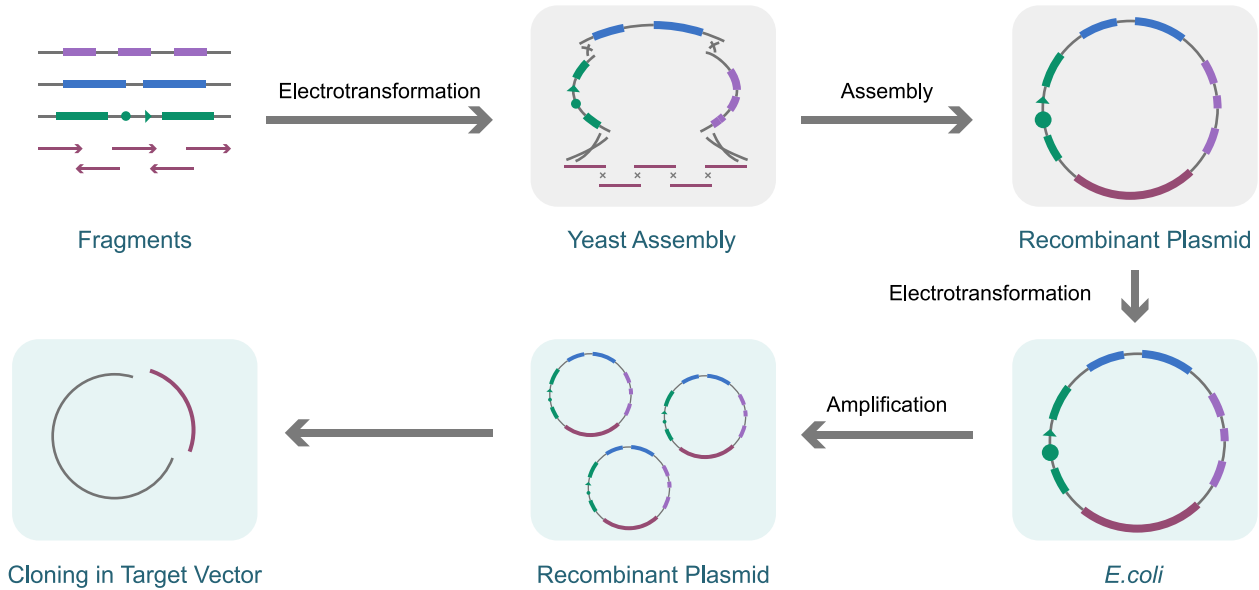 Electrotransformation
Assembly
Fragments
Yeast Assembly
Recombinant Plasmid
Electrotransformation
Amplification
Cloning in Target Vector
Recombinant Plasmid
E.coli